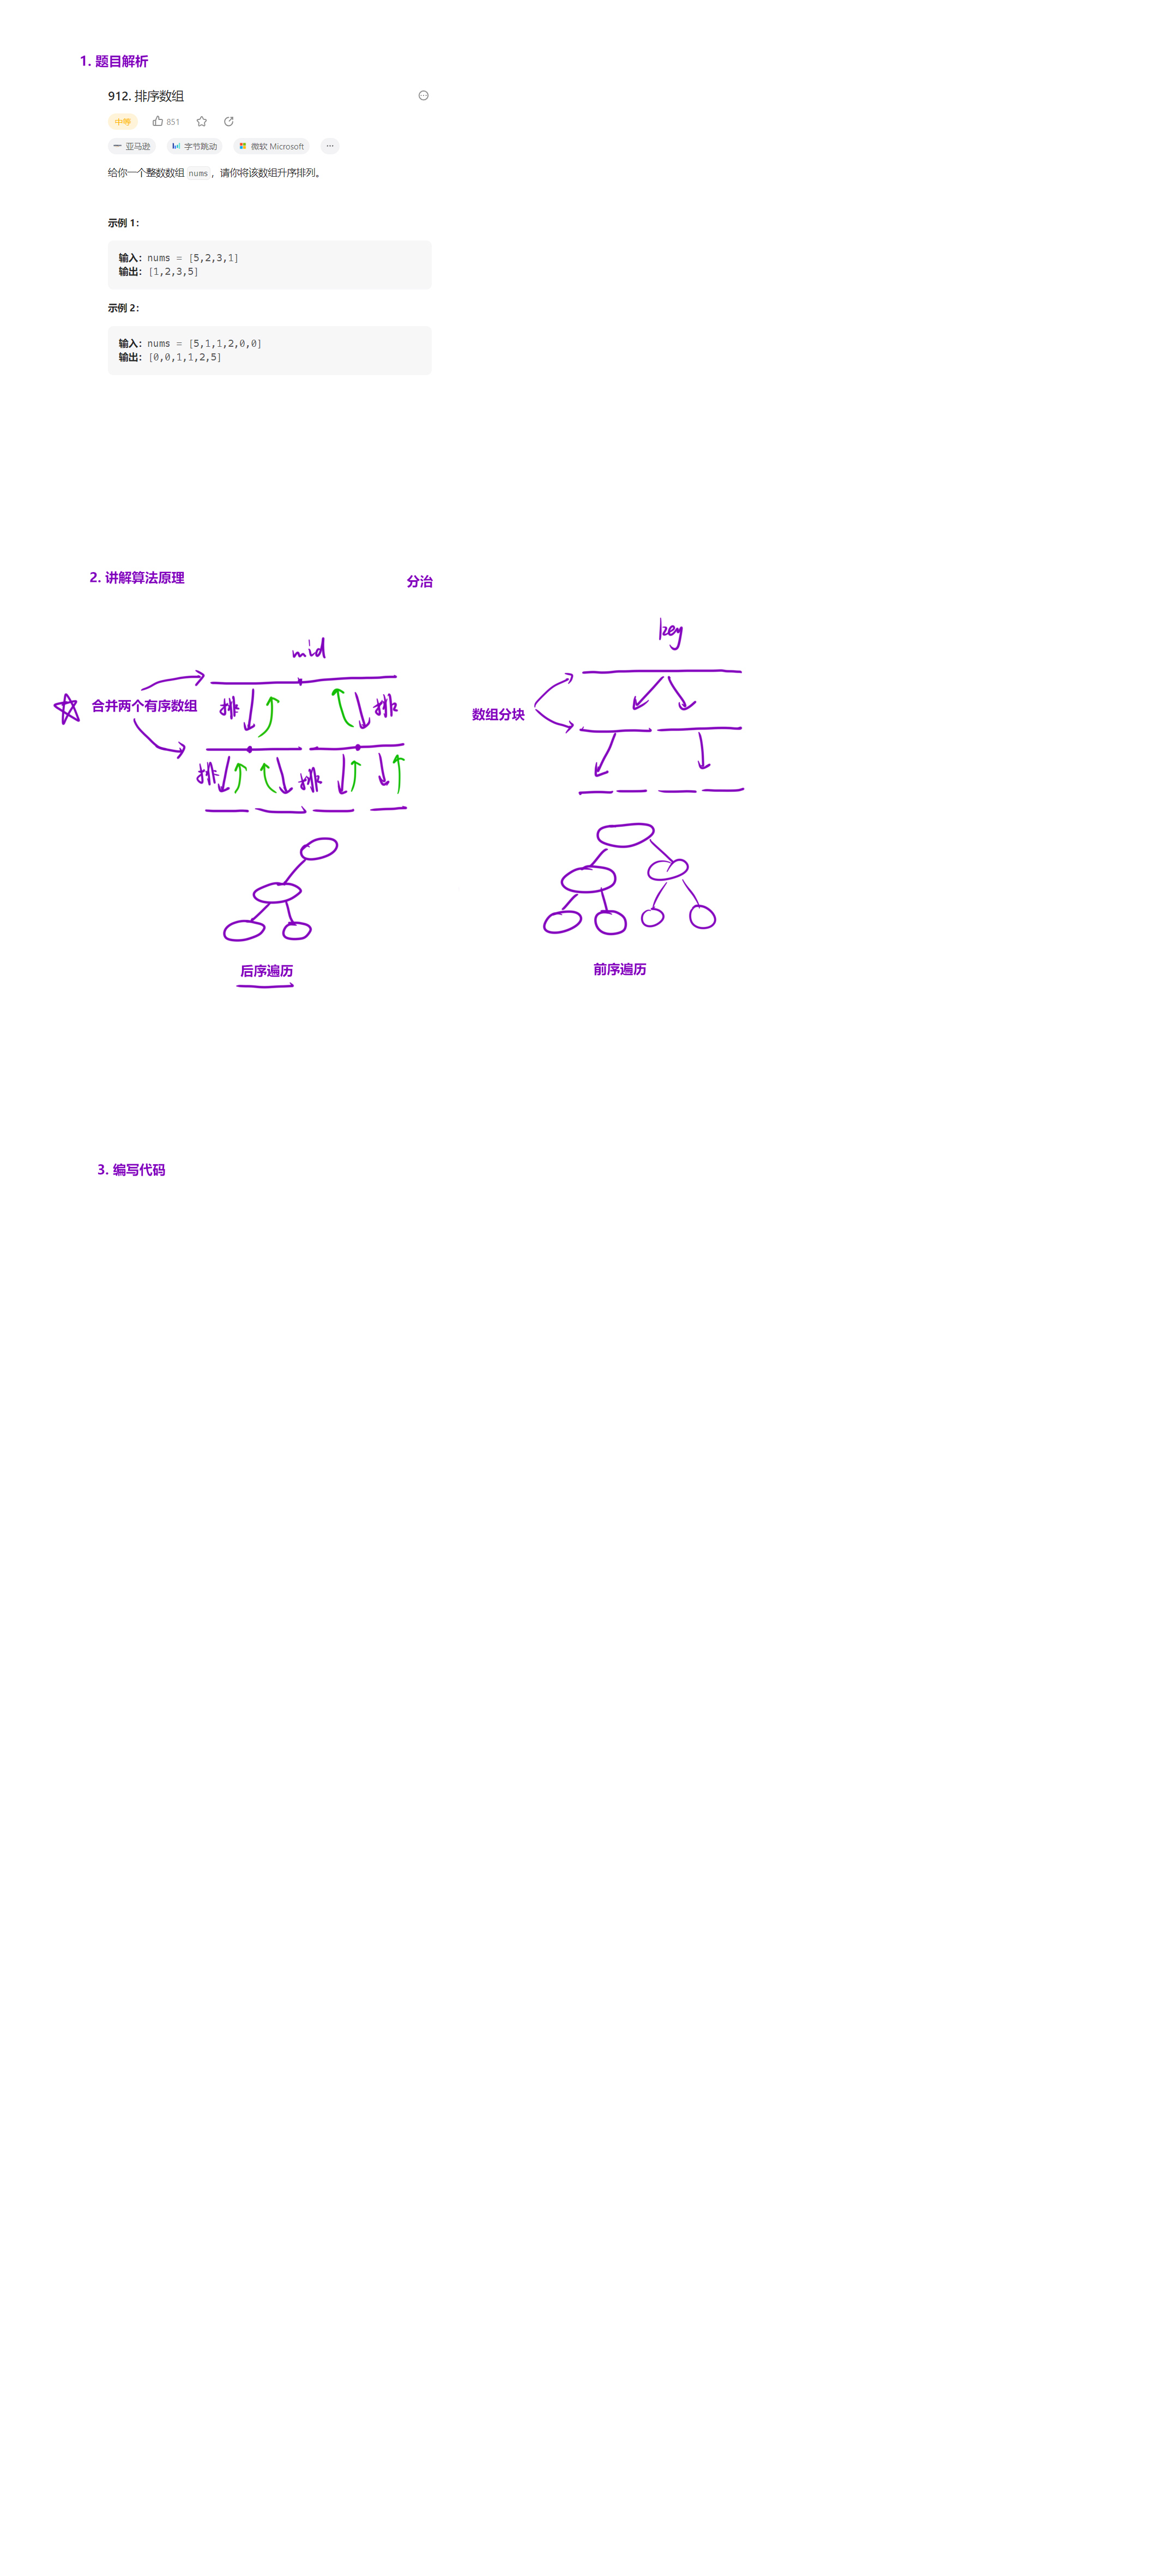 1. 题目解析
912. 排序数组
中等 851
亚马逊 字节跳动 微软 Microsoft ...
给你一个整数数组 nums，请你将该数组升序排列。
示例 1：
输入：nums = [5,2,3,1]
输出：[1,2,3,5]
示例 2：
输入：nums = [5,1,1,2,0,0]
输出：[0,0,1,1,2,5]
2. 讲解算法原理
分治
mid
合并两个有序数组
排
排
排
排
后序遍历
key
数组分块
前序遍历
3. 编写代码